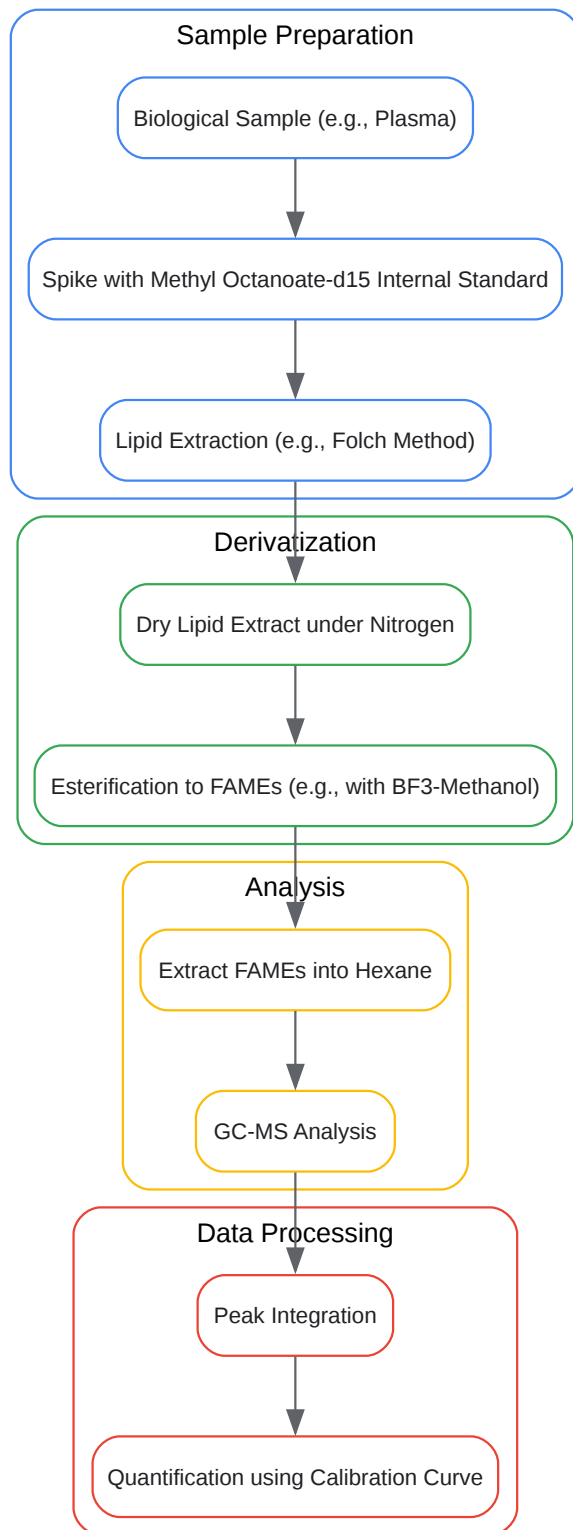 Sample Preparation
Biological Sample (e.g., Plasma)
Spike with Methyl Octanoate-d15 Internal Standard
Lipid Extraction (e.g., Folch Method)
Derivatization
Dry Lipid Extract under Nitrogen
Esterification to FAMEs (e.g., with BF3-Methanol)
Analysis
Extract FAMEs into Hexane
GC-MS Analysis
Data Processing
Peak Integration
Quantification using Calibration Curve